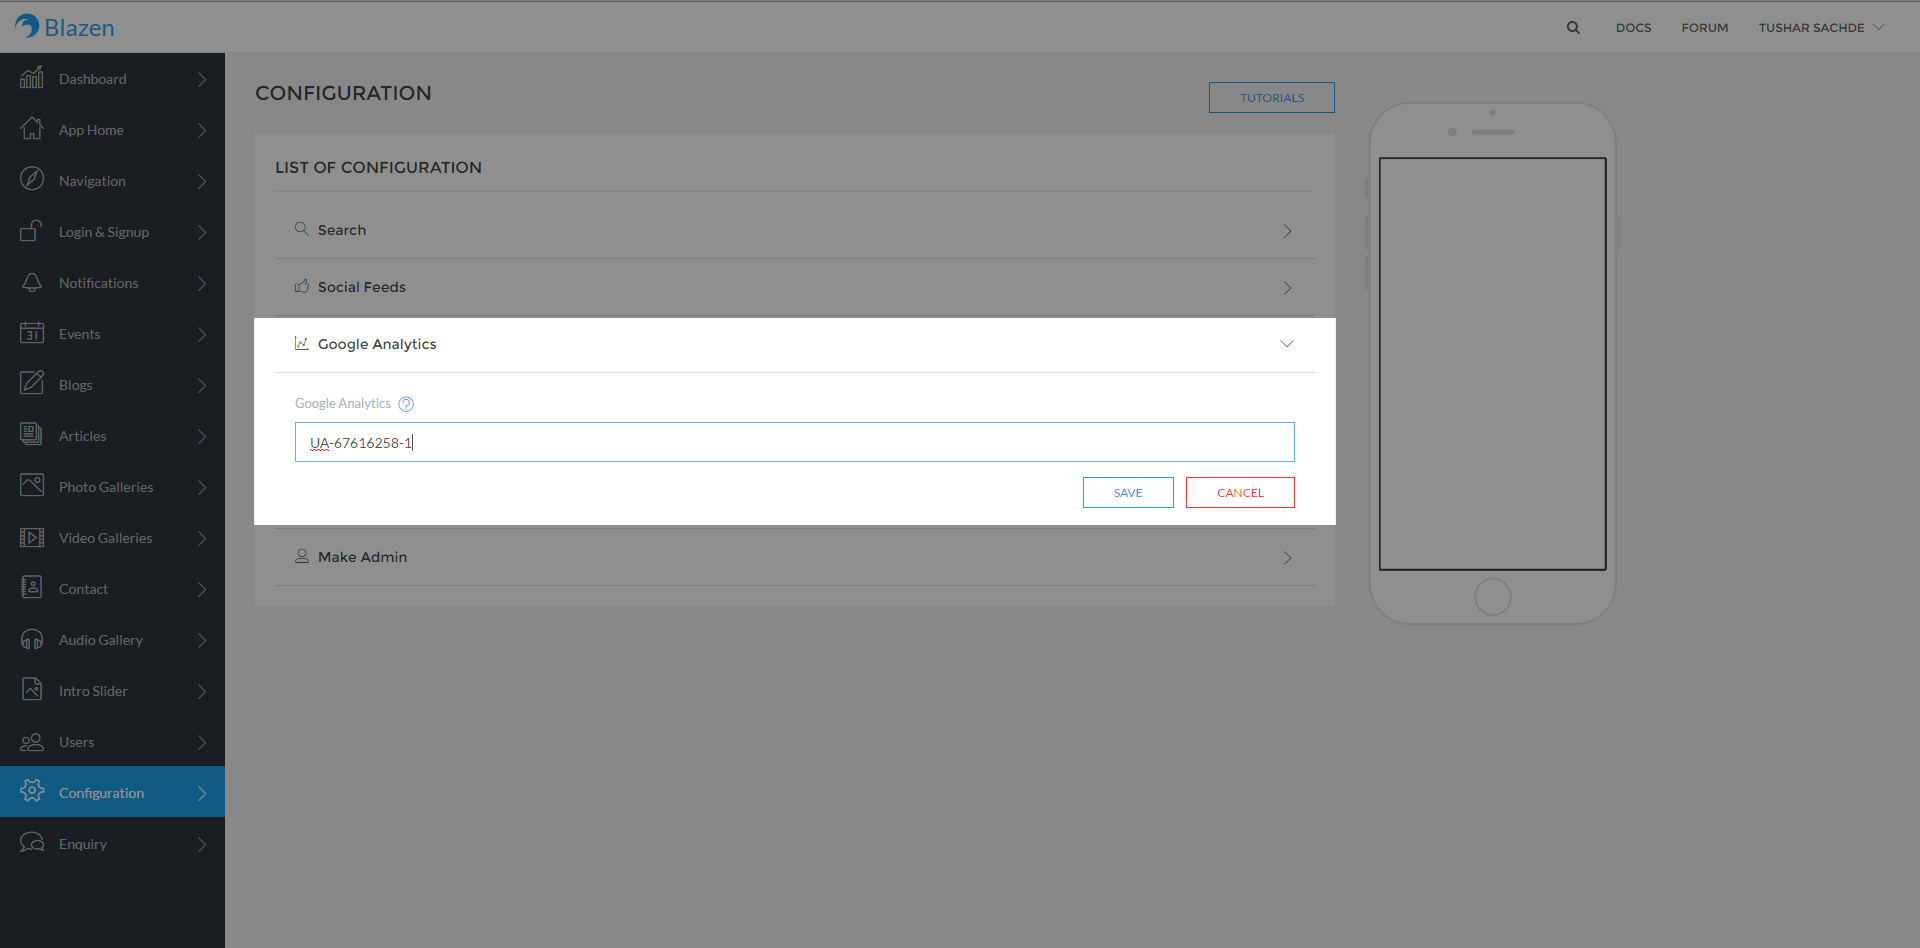 Blazen
DOCS FORUM TUSHAR SACHDE
Dashboard
App Home
Navigation
Login & Signup
Notifications
31
Events
Blogs
Articles
Photo Galleries
Video Galleries
Contact
Audio Gallery
Intro Slider
Users
Configuration
Enquiry
CONFIGURATION
TUTORIALS
LIST OF CONFIGURATION
Search
Social Feeds
Google Analytics
Google Analytics ?
UA-67616258-1
SAVE CANCEL
Make Admin